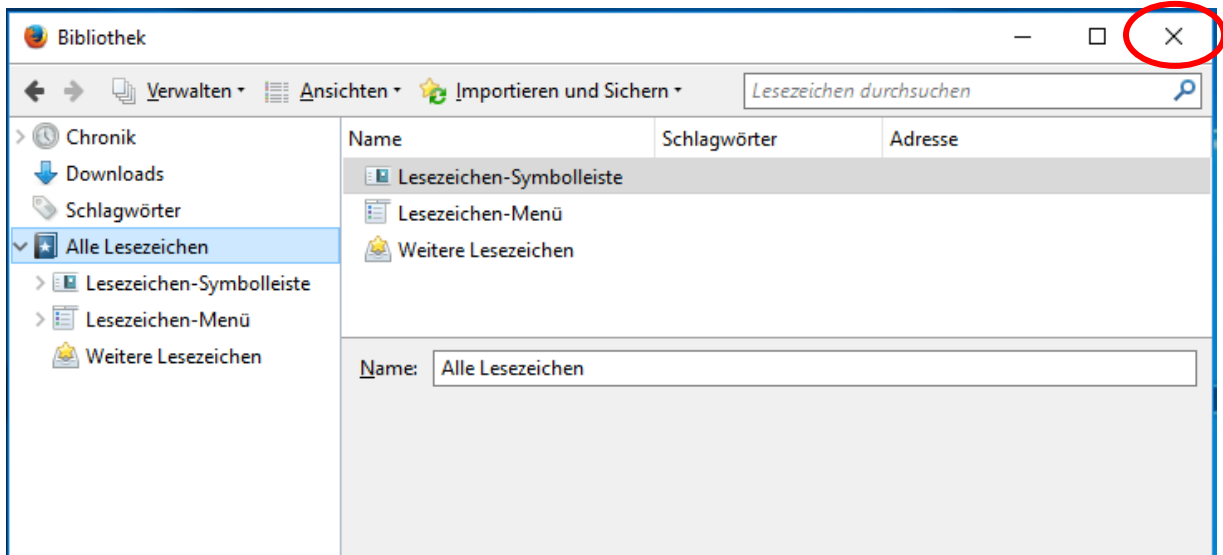 Bibliothek
Verwalten Ansichten Importieren und Sichern Lesezeichen durchsuchen
Chronik
Downloads
Schlagwörter
Alle Lesezeichen
Lesezeichen-Symbolleiste
Lesezeichen-Menü
Weitere Lesezeichen
Name Schlagwörter Adresse
Lesezeichen-Symbolleiste
Lesezeichen-Menü
Weitere Lesezeichen
Name: Alle Lesezeichen